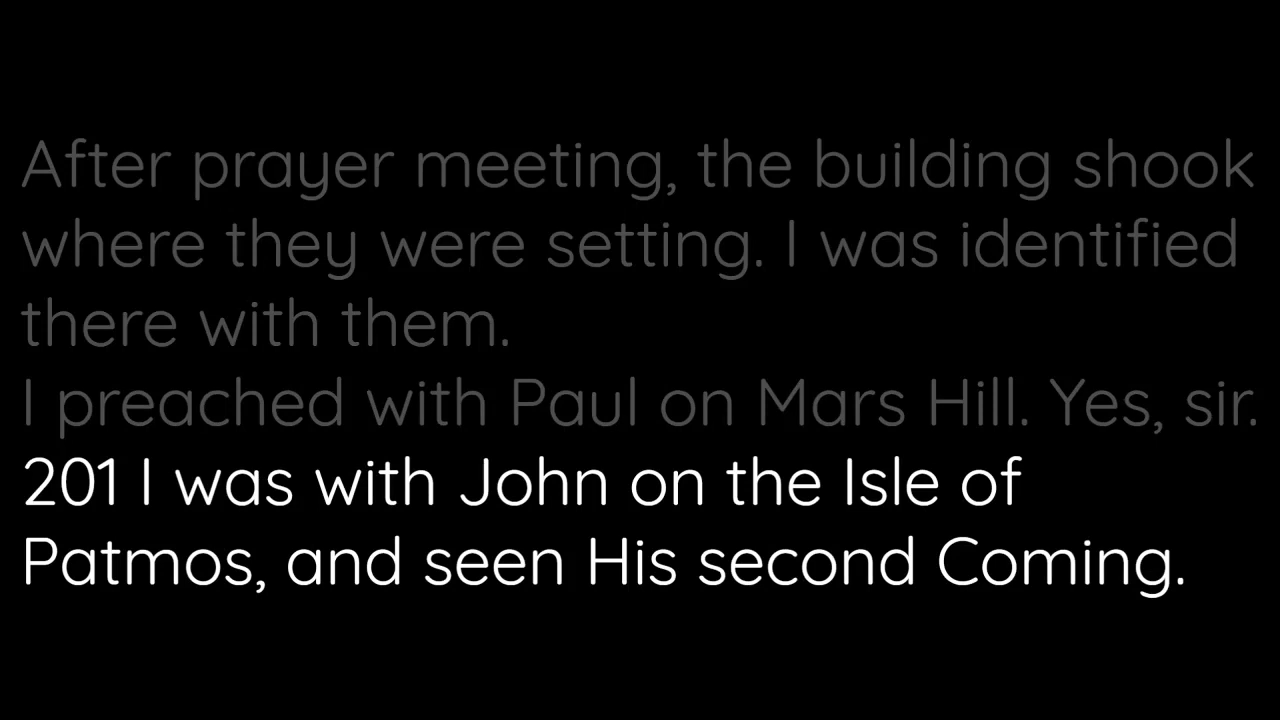 After prayer meeting, the building shook
where they were setting. I was identified
there with them.
I preached with Paul on Mars Hill. Yes, sir.
201 I was with John on the Isle of
Patmos, and seen His second Coming.